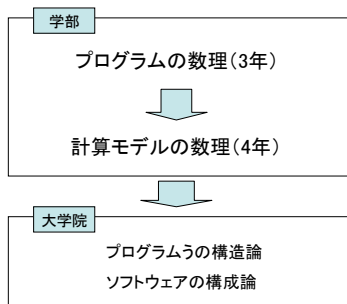 学部
プログラムの数理(3年)
計算モデルの数理(4年)
大学院
プログラムうの構造論
ソフトウェアの構成論